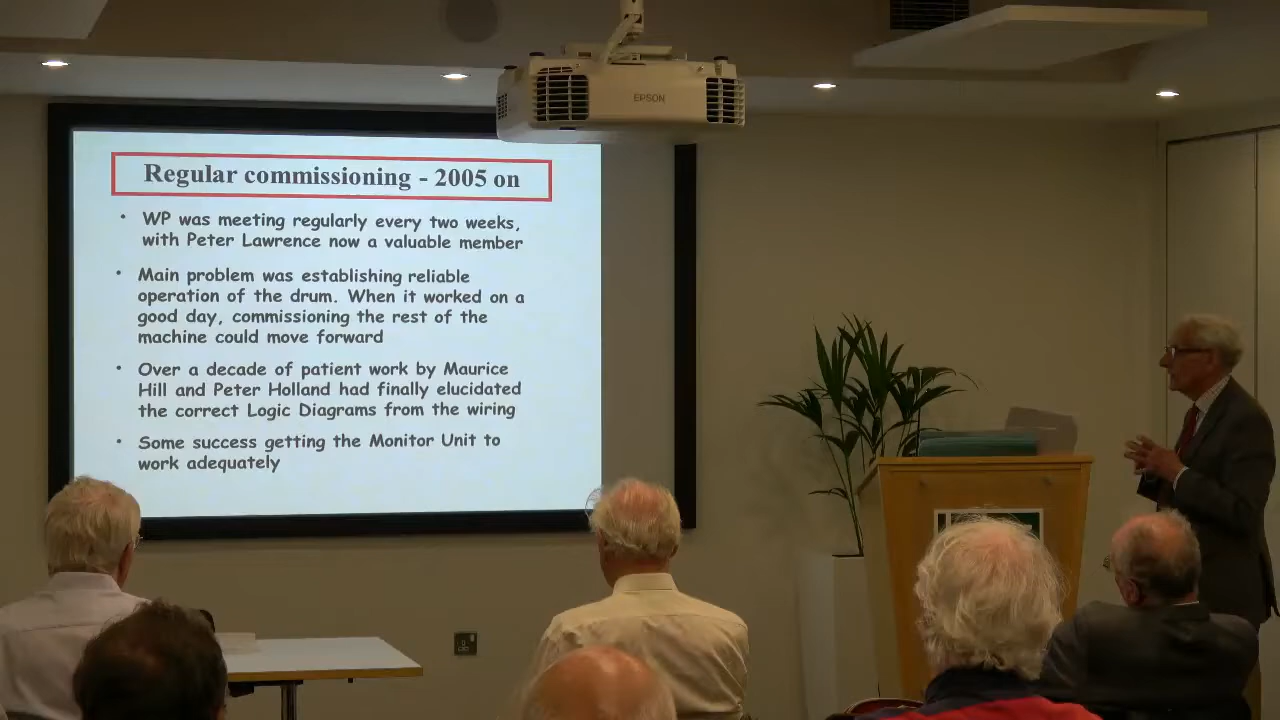 EPSON
Regular commissioning - 2005 on
• WP was meeting regularly every two weeks,
with Peter Lawrence now a valuable member
• Main problem was establishing reliable
operation of the drum. When it worked on a
good day, commissioning the rest of the
machine could move forward
• Over a decade of patient work by Maurice
Hill and Peter Holland had finally elucidated
the correct Logic Diagrams from the wiring
• Some success getting the Monitor Unit to
work adequately